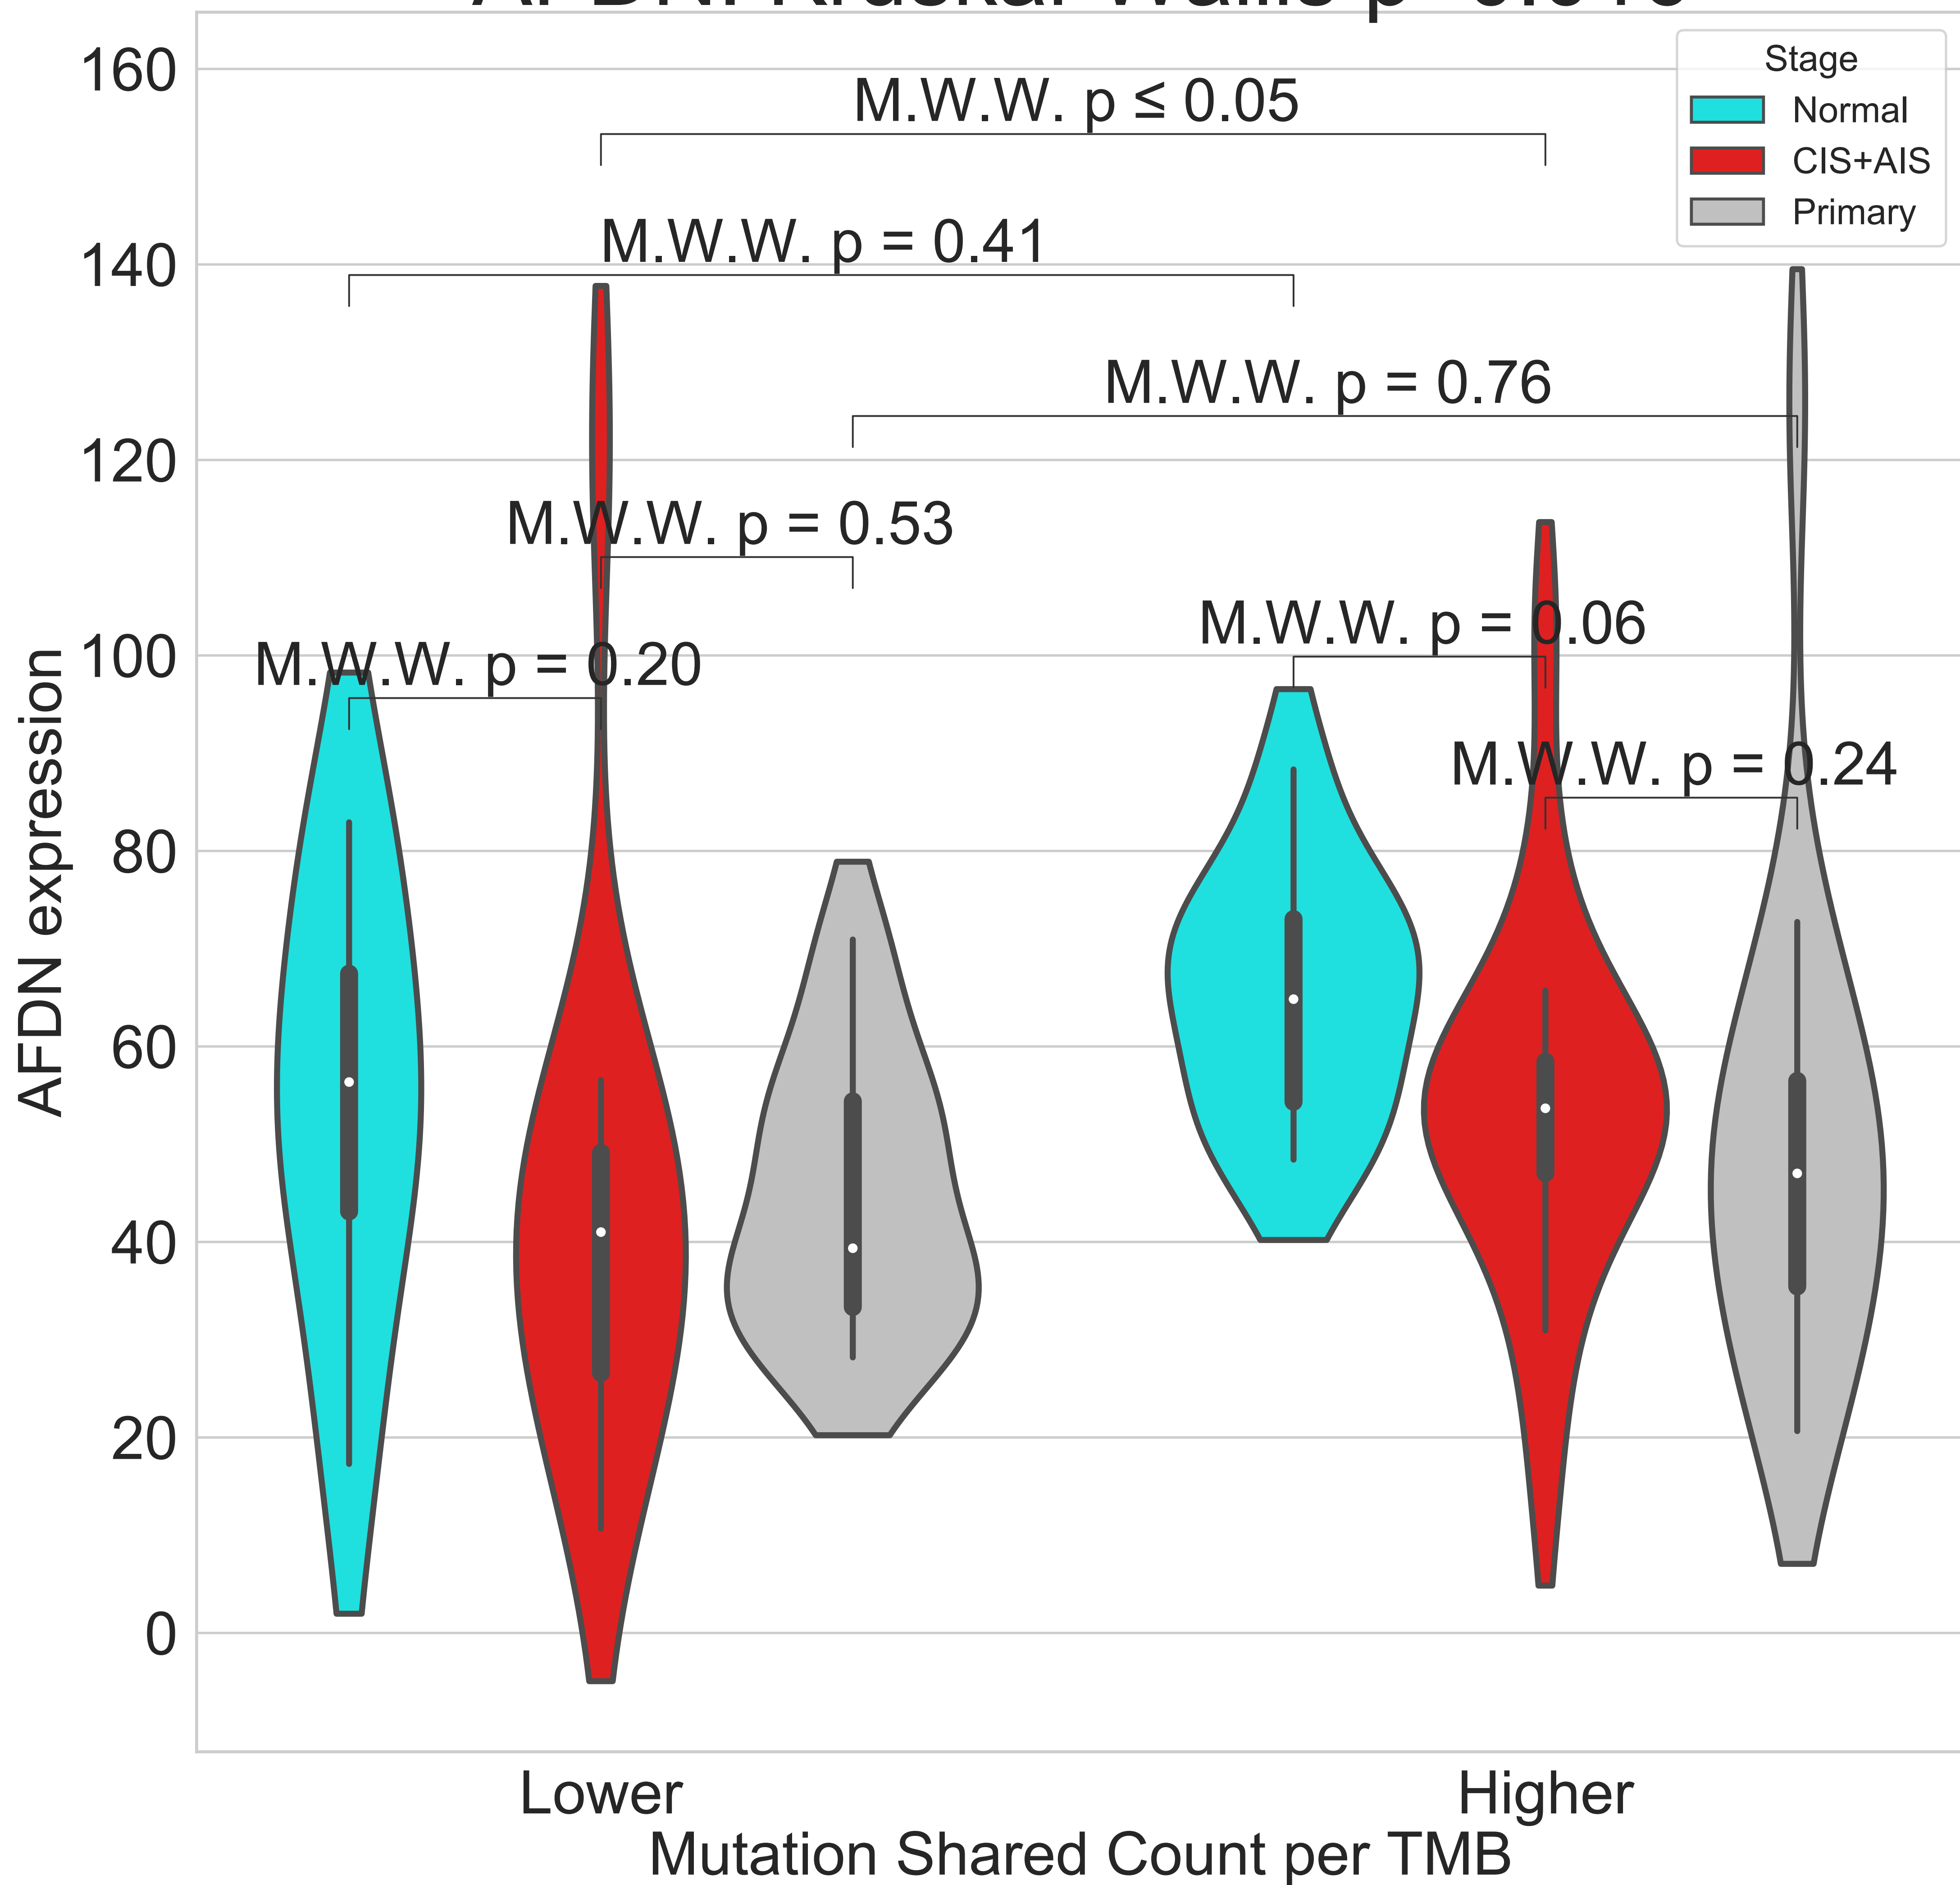 160
140
120
100
80
60
40
20
0
AFDN expression
M.W.W. p ≤ 0.05
M.W.W. p = 0.41
M.W.W. p = 0.76
M.W.W. p = 0.53
M.W.W. p = 0.06
M.W.W. p = 0.20
M.W.W. p = 0.24
Stage
Normal
CIS+AIS
Primary
Lower
Higher
Mutation Shared Count per TMB